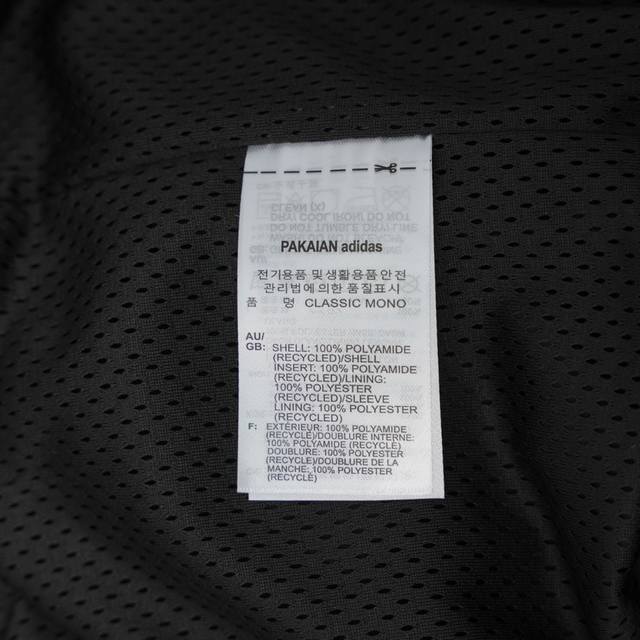 PAKAIAN adidas
전기용품 및 생활용품 안전
관리법에 의한 품질표시
품 명 CLASSIC MONO
AU/
GB: SHELL: 100% POLYAMIDE
(RECYCLED)/SHELL
INSERT: 100% POLYAMIDE
(RECYCLED)/LINING:
100% POLYESTER
(RECYCLED)/SLEEVE
LINING: 100% POLYESTER
(RECYCLED)
F: EXTÉRIEUR: 100% POLYAMIDE
(RECYCLÉ)/DOUBLURE INTERNE:
100% POLYAMIDE (RECYCLÉ)
DOUBLURE: 100% POLYESTER
(RECYCLÉ)/DOUBLURE DE LA
MANCHE: 100% POLYESTER
(RECYCLÉ)